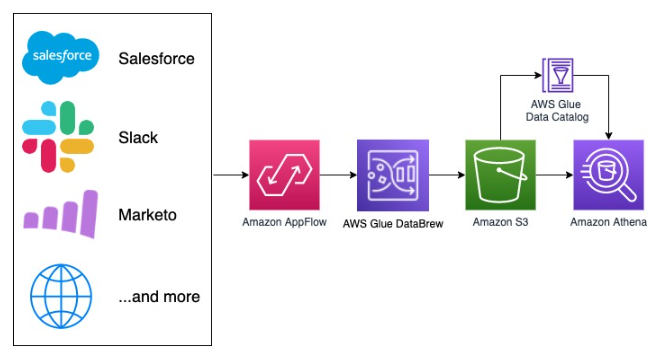 salesforce
Salesforce
Slack
Marketo
...and more
Amazon AppFlow
AWS Glue DataBrew
Amazon S3
AWS Glue
Data Catalog
Amazon Athena